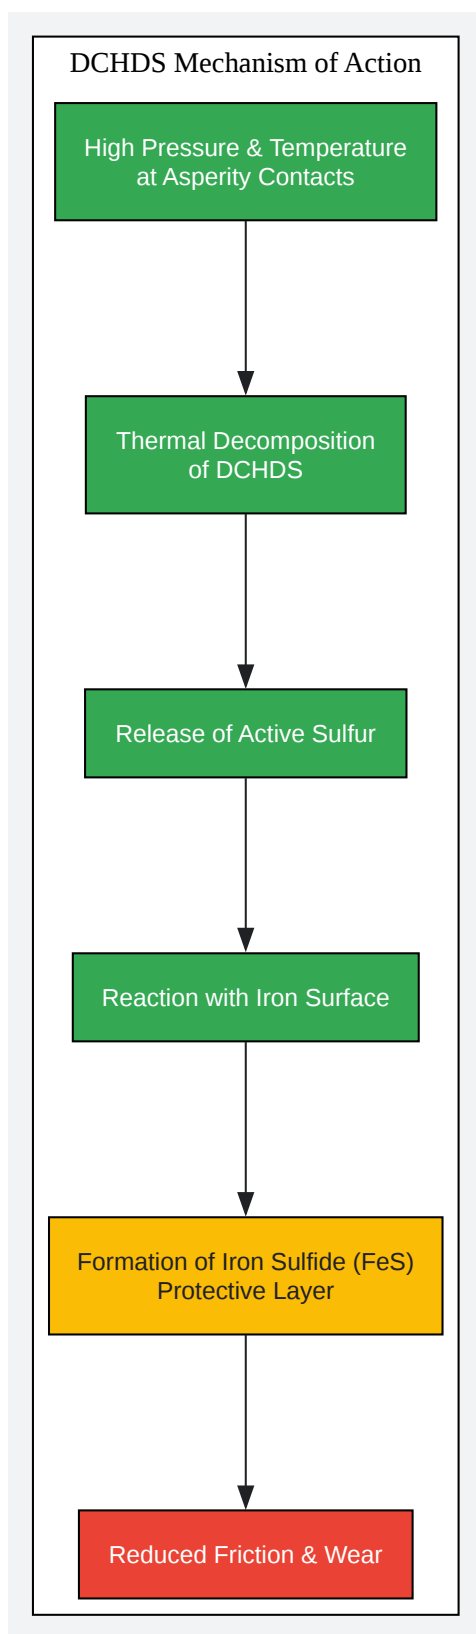 DCHDS Mechanism of Action
High Pressure & Temperature
at Asperity Contacts
Thermal Decomposition
of DCHDS
Release of Active Sulfur
Reaction with Iron Surface
Formation of Iron Sulfide (FeS)
Protective Layer
Reduced Friction & Wear